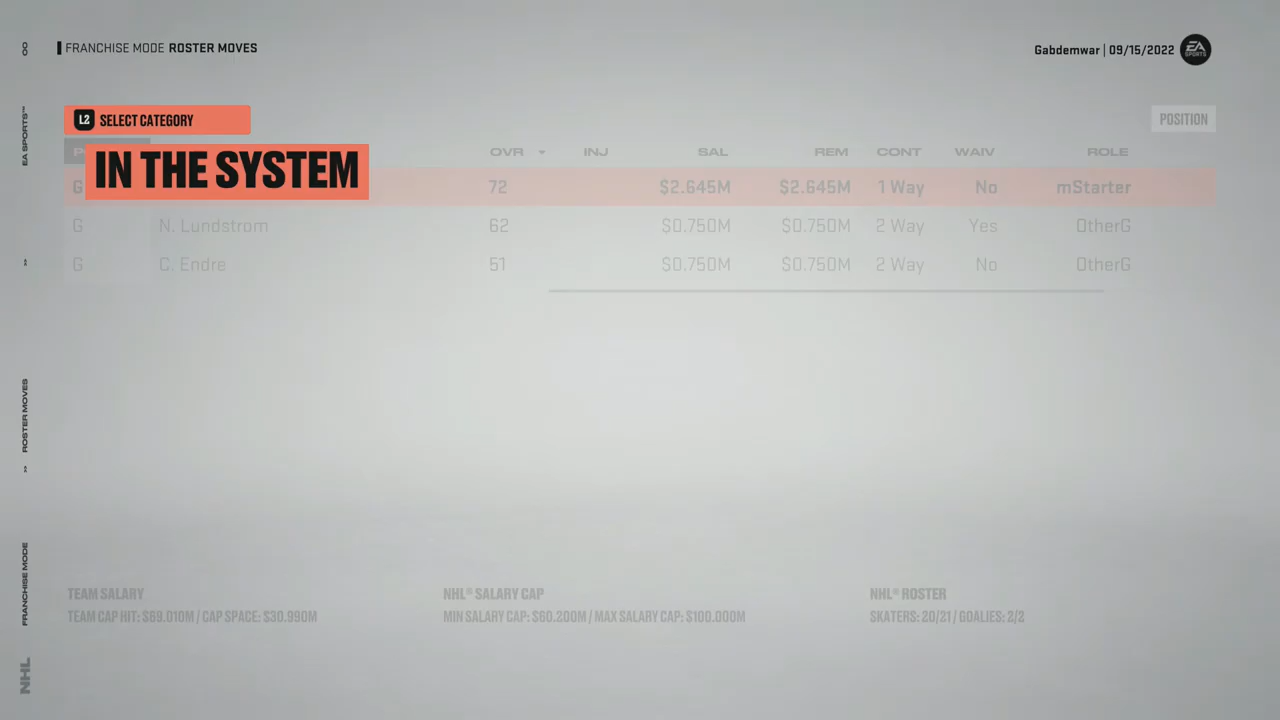 FRANCHISE MODE ROSTER MOVES
Gabdemwar | 09/15/2022
EA SPORTS
L2 SELECT CATEGORY
POSITION
IN THE SYSTEM
OVR INJ SAL REM CONT WAIV ROLE
G 72 $2.645M $2.645M 1 Way No mStarter
G N. Lundstrom 62 $0.750M $0.750M 2 Way Yes OtherG
G C. Endre 51 $0.750M $0.750M 2 Way No OtherG
TEAM SALARY
TEAM CAP HIT: $69.010M / CAP SPACE: $30.990M
NHL® SALARY CAP
MIN SALARY CAP: $60.200M / MAX SALARY CAP: $100.000M
NHL® ROSTER
SKATERS: 20/21 / GOALIES: 2/2
EA SPORTS™
ROSTER MOVES
FRANCHISE MODE
NHL